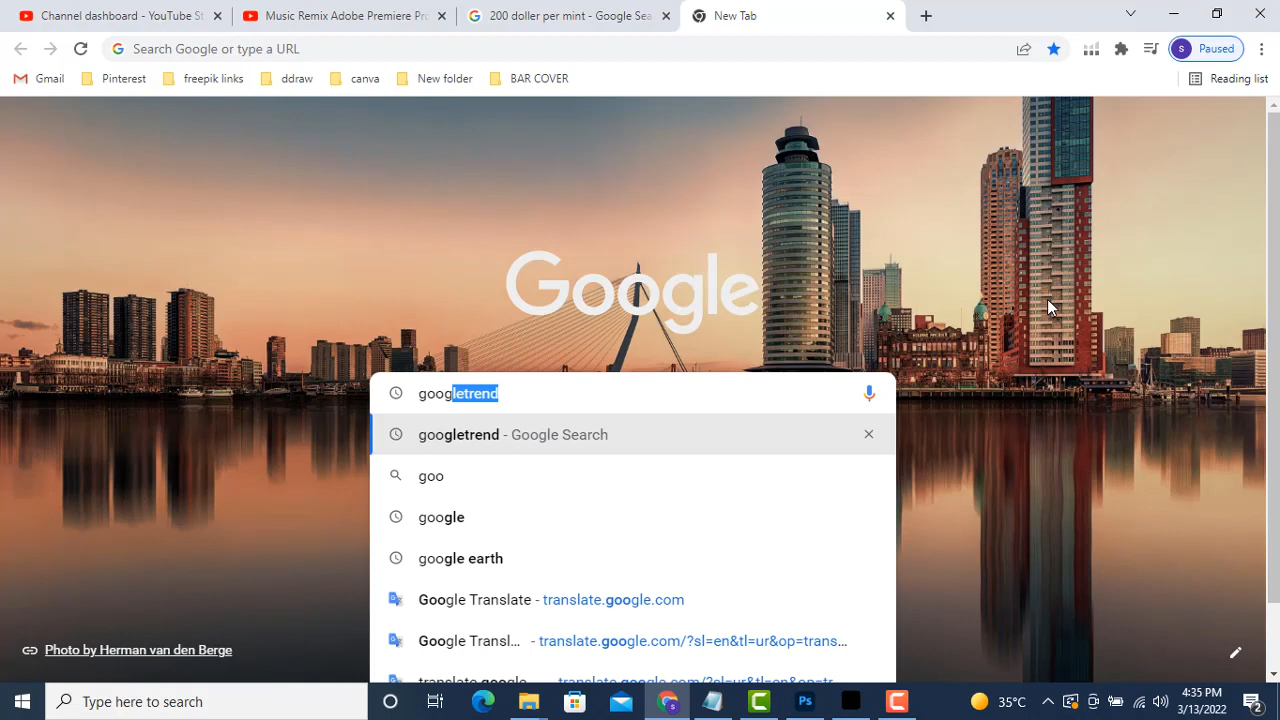 Channel dashboard - YouTube St
Music Remix Adobe Premiere Pro
200 doller per mint - Google Sea
New Tab
Search Google or type a URL
S Paused
Gmail
Pinterest
freepik links
ddraw
canva
New folder
BAR COVER
Reading list
Google
googletrend
googletrend - Google Search
goo
google
google earth
Google Translate - translate.google.com
Google Transl... - translate.google.com/?sl=en&tl=ur&op=trans...
Photo by Herman van den Berge
Type here to search
Ps
35°C
4:35 PM
3/13/2022
2